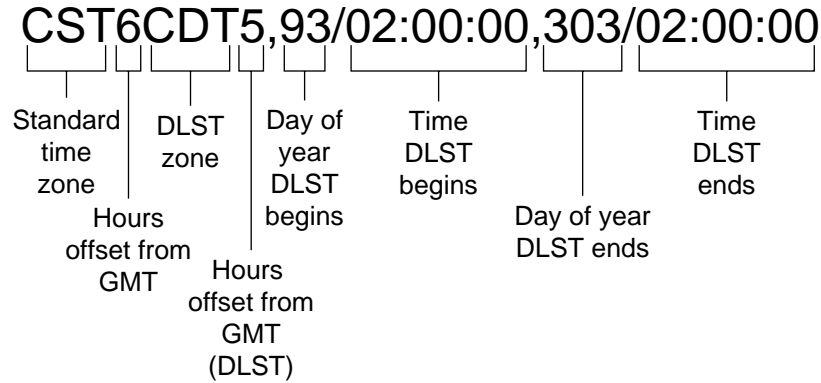 CST6CDT5,93/02:00:00,303/02:00:00
Standard
time
zone
Hours
offset from
GMT
DLST
zone
Hours
offset from
GMT
(DLST)
Day of
year
DLST
begins
Time
DLST
begins
Day of year
DLST ends
Time
DLST
ends